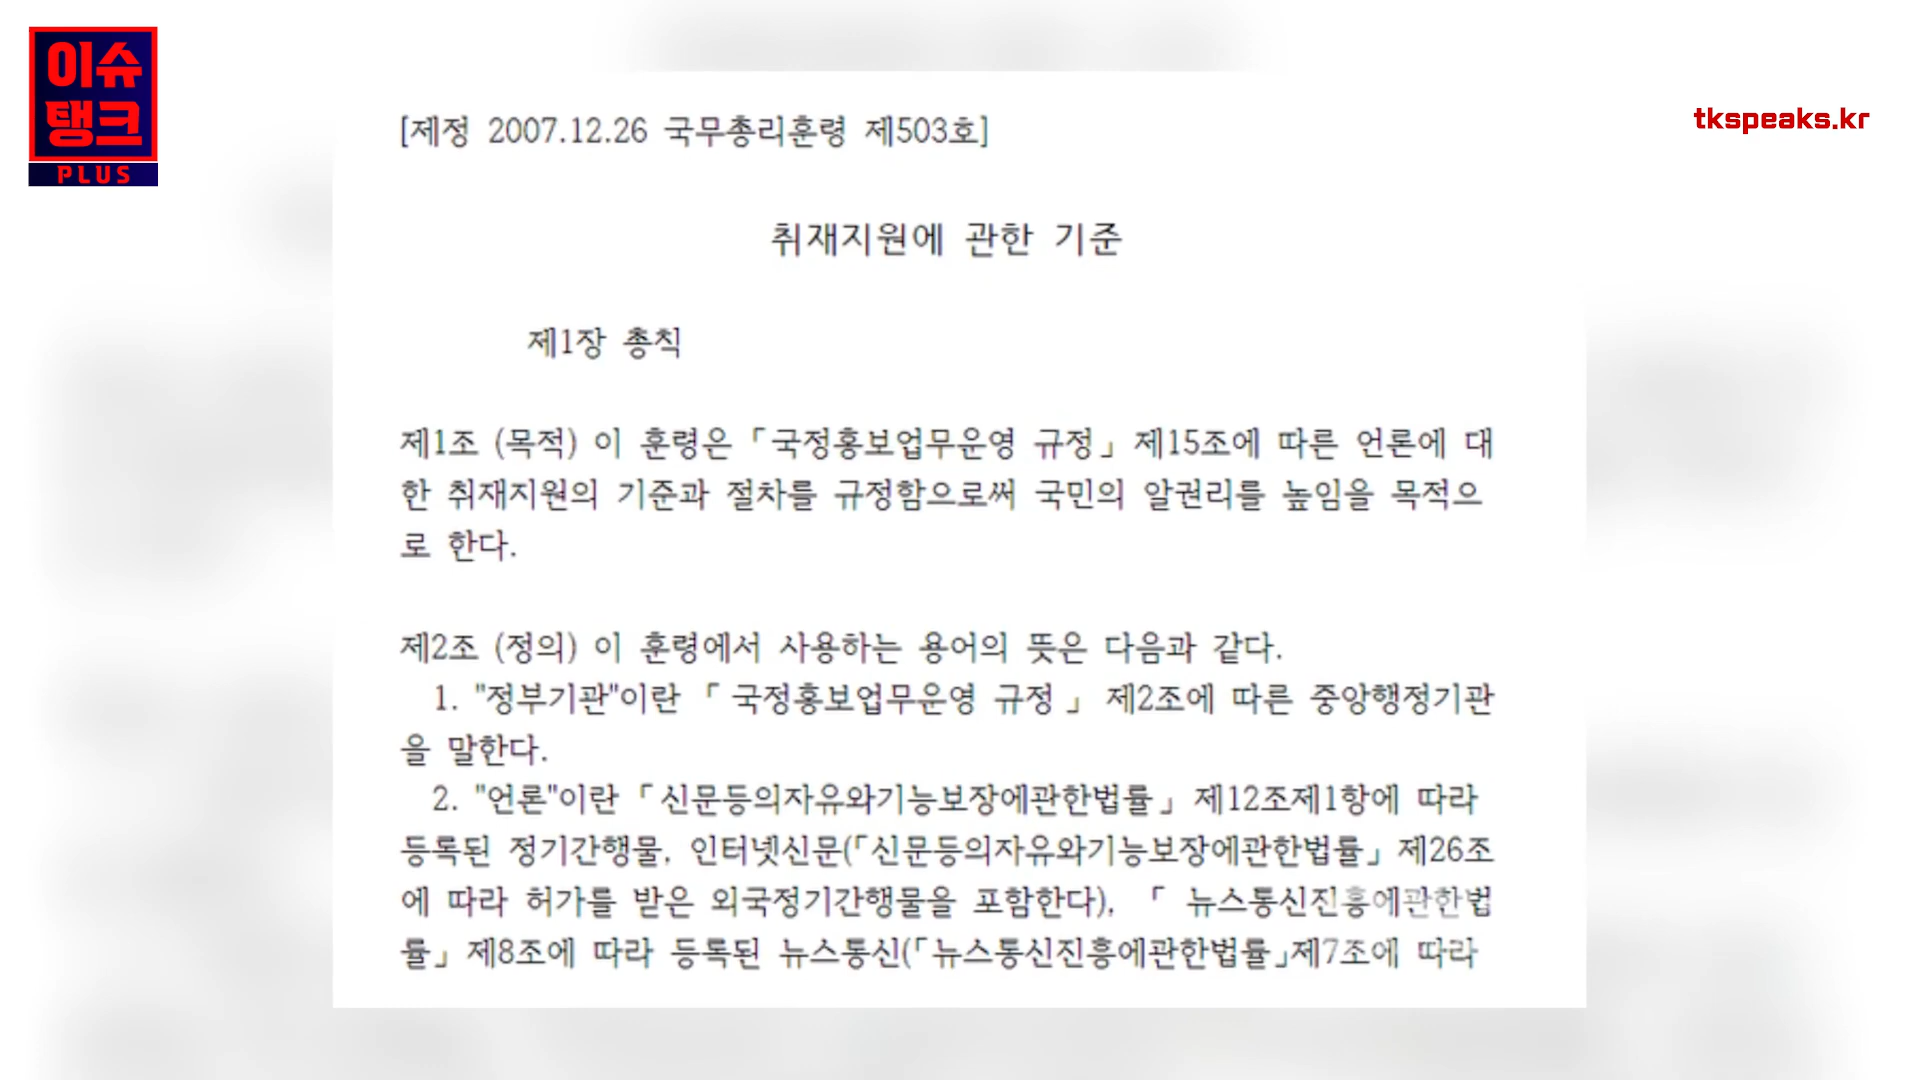 이슈
탱크
PLUS
tkspeaks.kr
[제정 2007.12.26 국무총리훈령 제503호]
취재지원에 관한 기준
제1장 총칙
제1조 (목적) 이 훈령은「국정홍보업무운영 규정」제15조에 따른 언론에 대
한 취재지원의 기준과 절차를 규정함으로써 국민의 알권리를 높임을 목적으
로 한다.
제2조 (정의) 이 훈령에서 사용하는 용어의 뜻은 다음과 같다.
1. "정부기관"이란「 국정홍보업무운영 규정 」 제2조에 따른 중앙행정기관
을 말한다.
2. "언론"이란「신문등의자유와기능보장에관한법률」 제12조제1항에 따라
등록된 정기간행물, 인터넷신문(「신문등의자유와기능보장에관한법률」 제26조
에 따라 허가를 받은 외국정기간행물을 포함한다), 「 뉴스통신진흥에관한법
률」제8조에 따라 등록된 뉴스통신(「뉴스통신진흥에관한법률」제7조에 따라